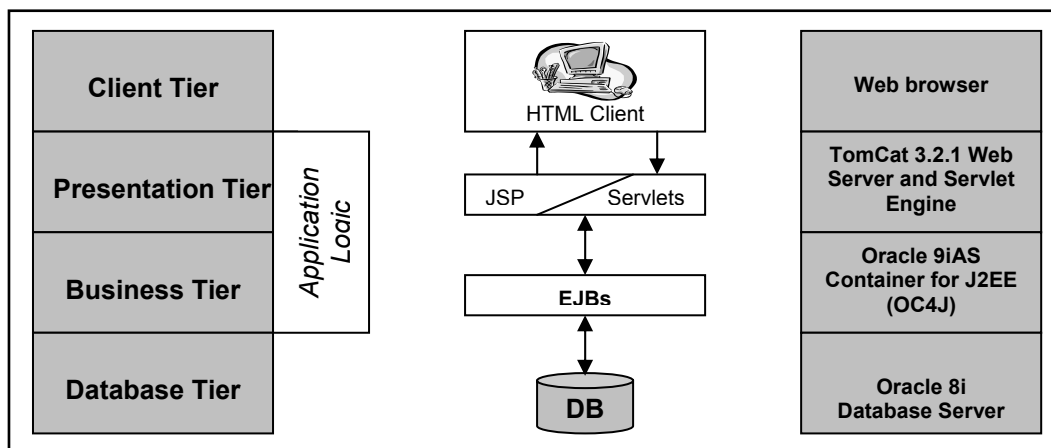 Client Tier
Presentation Tier
Business Tier
Database Tier
Application
Logic
HTML Client
JSP
Servlets
EJBs
DB
Web browser
TomCat 3.2.1 Web
Server and Servlet
Engine
Oracle 9iAS
Container for J2EE
(OC4J)
Oracle 8i
Database Server